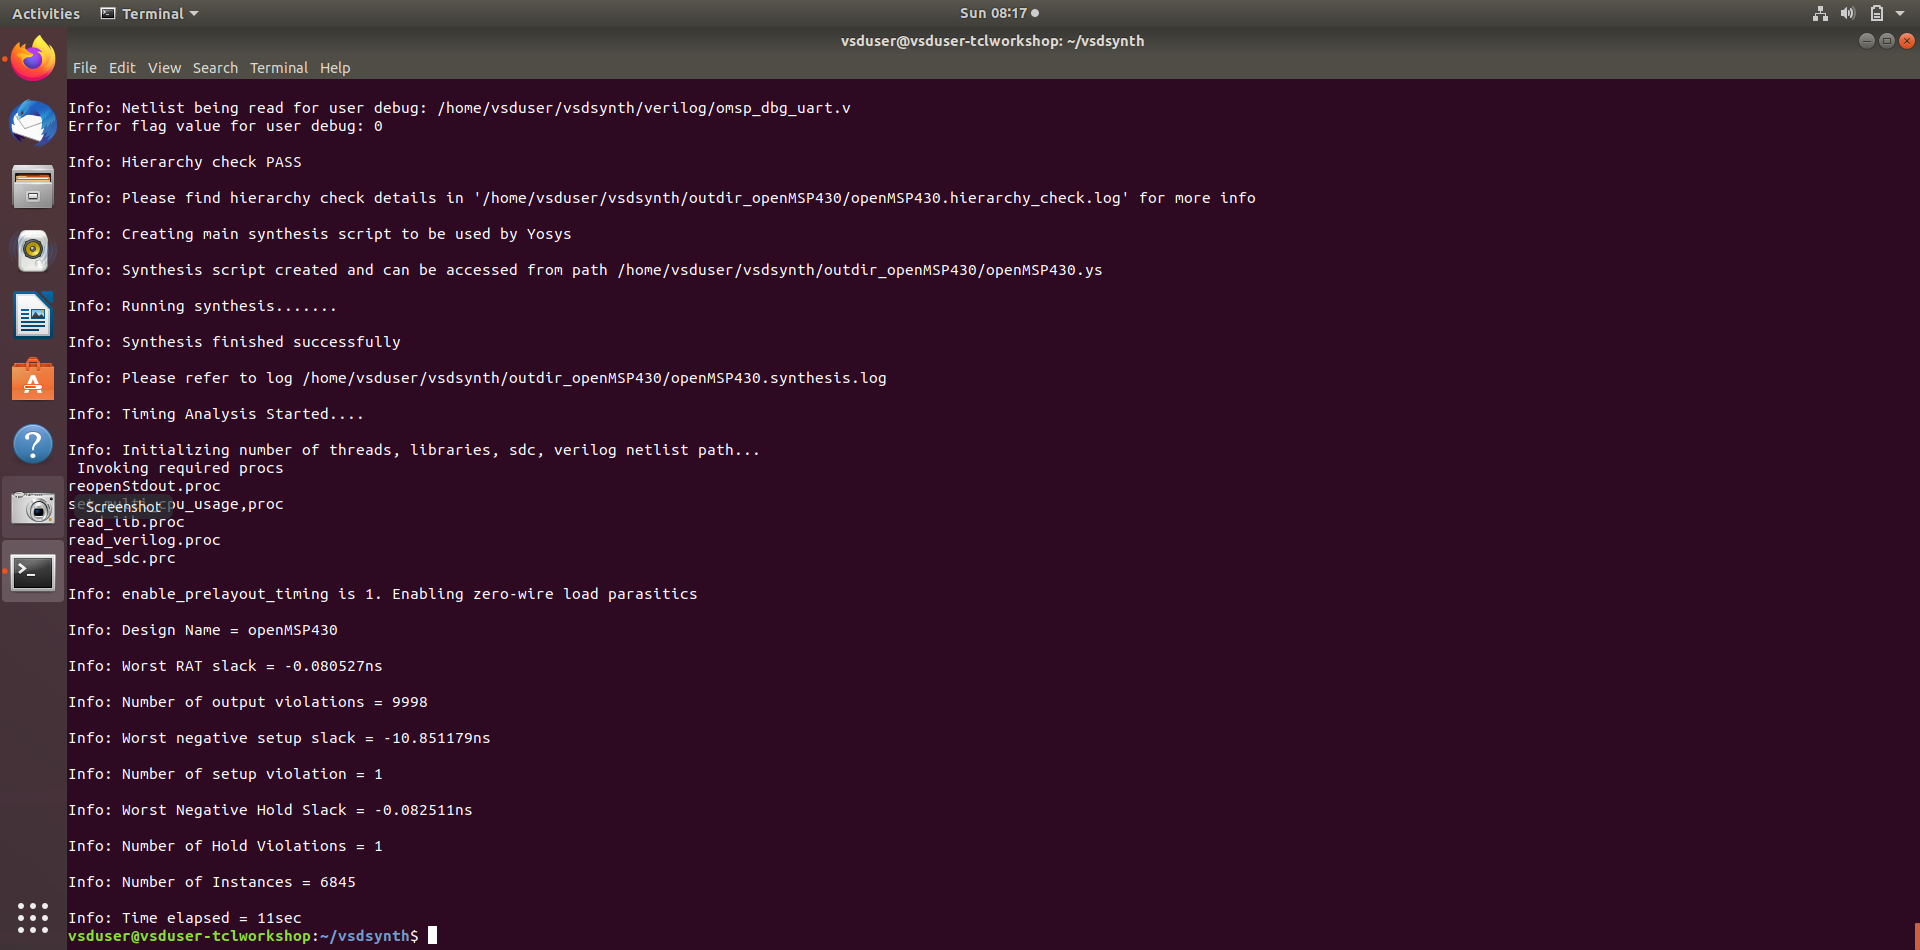 Activities Terminal Sun 08:17
vsduser@vsduser-tclworkshop: ~/vsdsynth
File Edit View Search Terminal Help
Info: Netlist being read for user debug: /home/vsduser/vsdsynth/verilog/omsp_dbg_uart.v
Errfor flag value for user debug: 0
Info: Hierarchy check PASS
Info: Please find hierarchy check details in '/home/vsduser/vsdsynth/outdir_openMSP430/openMSP430.hierarchy_check.log' for more info
Info: Creating main synthesis script to be used by Yosys
Info: Synthesis script created and can be accessed from path /home/vsduser/vsdsynth/outdir_openMSP430/openMSP430.ys
Info: Running synthesis.......
Info: Synthesis finished successfully
Info: Please refer to log /home/vsduser/vsdsynth/outdir_openMSP430/openMSP430.synthesis.log
Info: Timing Analysis Started....
Info: Initializing number of threads, libraries, sdc, verilog netlist path...
Invoking required procs
reopenStdout.proc
Screenshot
read_lib.proc
read_verilog.proc
read_sdc.prc
Info: enable_prelayout_timing is 1. Enabling zero-wire load parasitics
Info: Design Name = openMSP430
Info: Worst RAT slack = -0.080527ns
Info: Number of output violations = 9998
Info: Worst negative setup slack = -10.851179ns
Info: Number of setup violation = 1
Info: Worst Negative Hold Slack = -0.082511ns
Info: Number of Hold Violations = 1
Info: Number of Instances = 6845
Info: Time elapsed = 11sec
vsduser@vsduser-tclworkshop:~/vsdsynth$